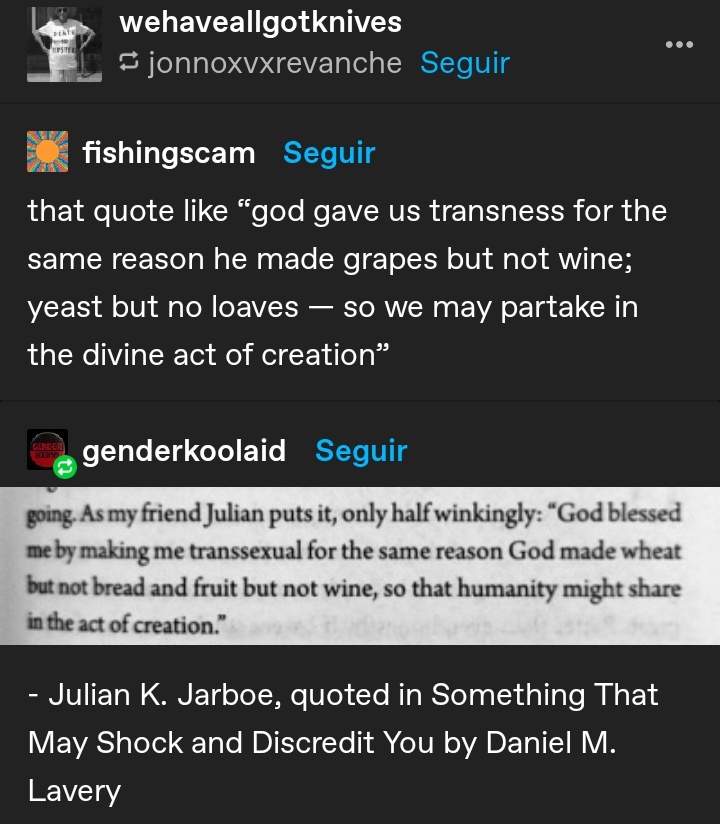 wehaveallgotknives
jonnoxvxrevanche Seguir
fishingscam Seguir
that quote like “god gave us transness for the
same reason he made grapes but not wine;
yeast but no loaves — so we may partake in
the divine act of creation”
genderkoolaid Seguir
going. As my friend Julian puts it, only half winkingly: “God blessed
me by making me transsexual for the same reason God made wheat
but not bread and fruit but not wine, so that humanity might share
in the act of creation.”
- Julian K. Jarboe, quoted in Something That
May Shock and Discredit You by Daniel M.
Lavery